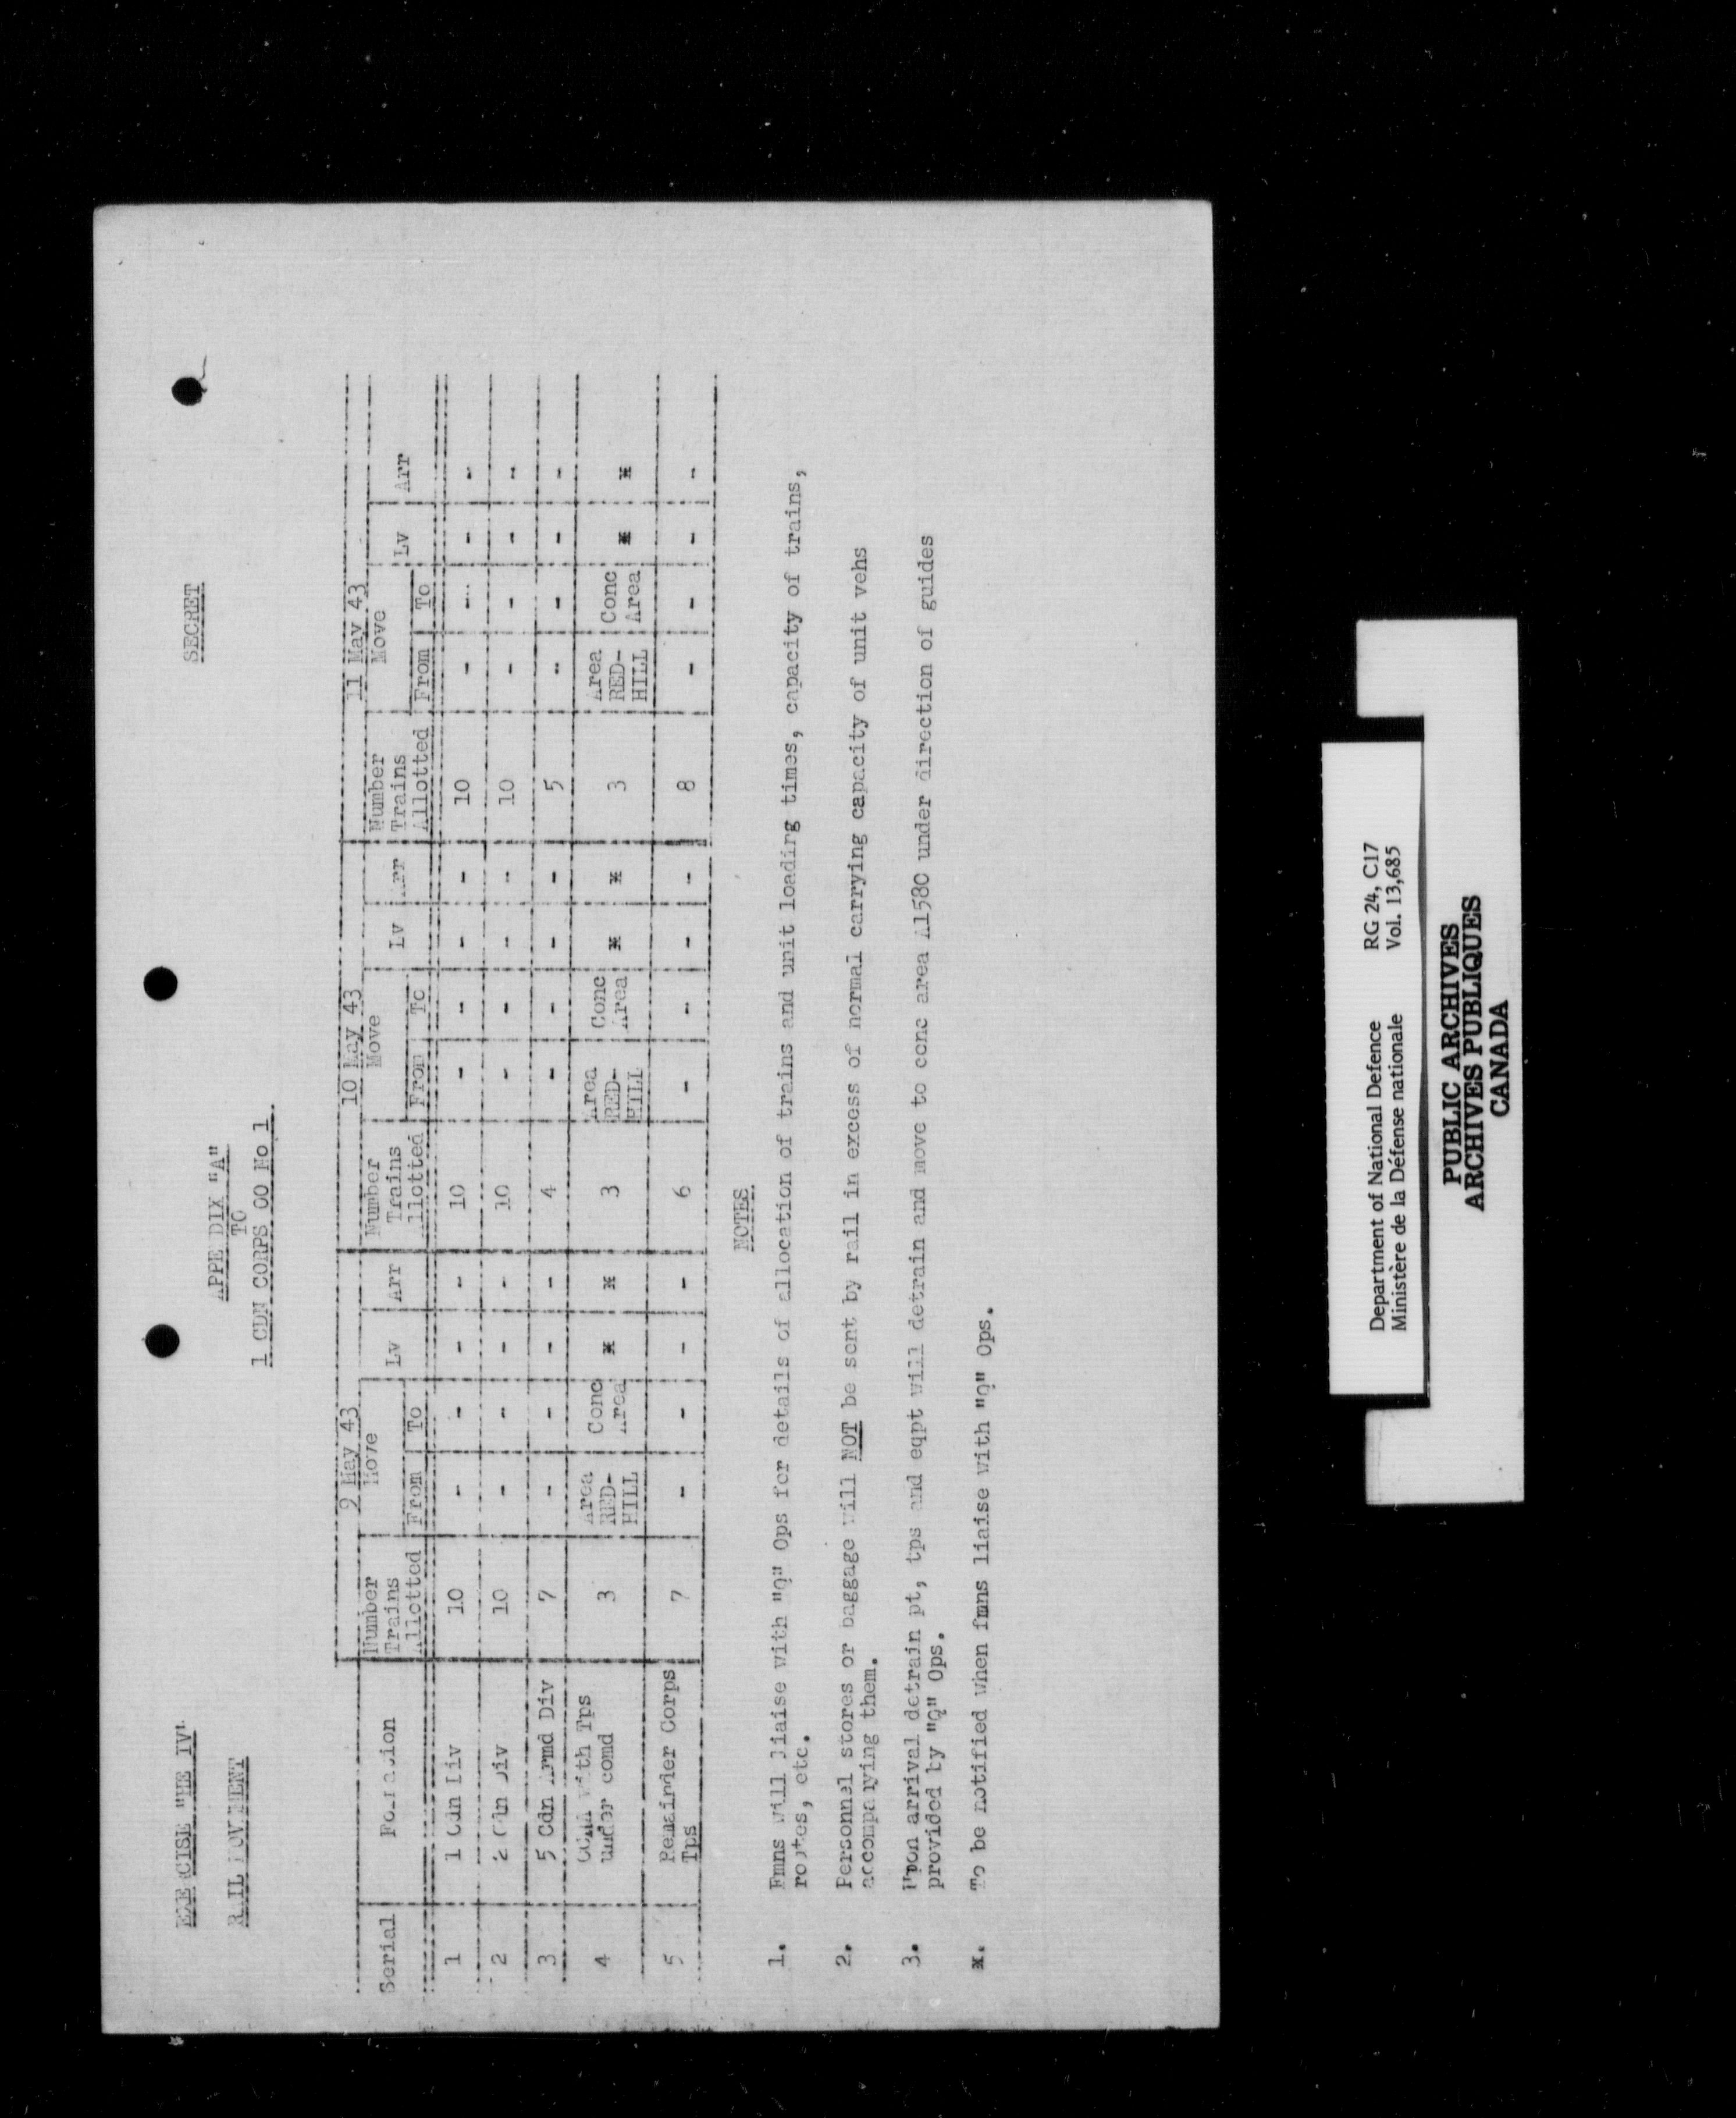 SECRET
APPE DIX "A"
TO
1 CDN CORPS OO No 1.
Serial
9 May 43
10 May 43
11 May 43
Number Trains Allotted Move Lv Arr Number Trains Allotted Move Lv Arr Number Trains Allotted Move Lv Arr
From To From To From To
1 1 Cdn Div 10 - - - - 10 - - - - 10 - - - -
2 2 Cdn Div 10 - - - - 10 - - - - 10 - - - -
3 5 Cdn Armd Div 7 - - - - 4 - - - - 5 - - - -
4 with Tps under comd 3 Area RED-HILL Conc Area x x 3 Area RED-HILL Conc Area x x 3 Area RED-HILL Conc Area x x
5 Remainder Corps Tps 7 - - - - 6 - - - - 8 - - - -
NOTES.
1. Fmns will liaise with "Q" Ops for details of allocation of trains and unit loading times, capacity of trains,
routes, etc.
2. Personnel stores or baggage will NOT be sent by rail in excess of normal carrying capacity of unit vehs
accompanying them.
3. Upon arrival detrain pt, tps and eqpt will detrain and move to conc area A1580 under direction of guides
provided by "Q" Ops.
x. To be notified when fmns liaise with "Q" Ops.
Department of National Defence RG 24, C17
Ministère de la Défense nationale Vol. 13,685
PUBLIC ARCHIVES
ARCHIVES PUBLIQUES
CANADA